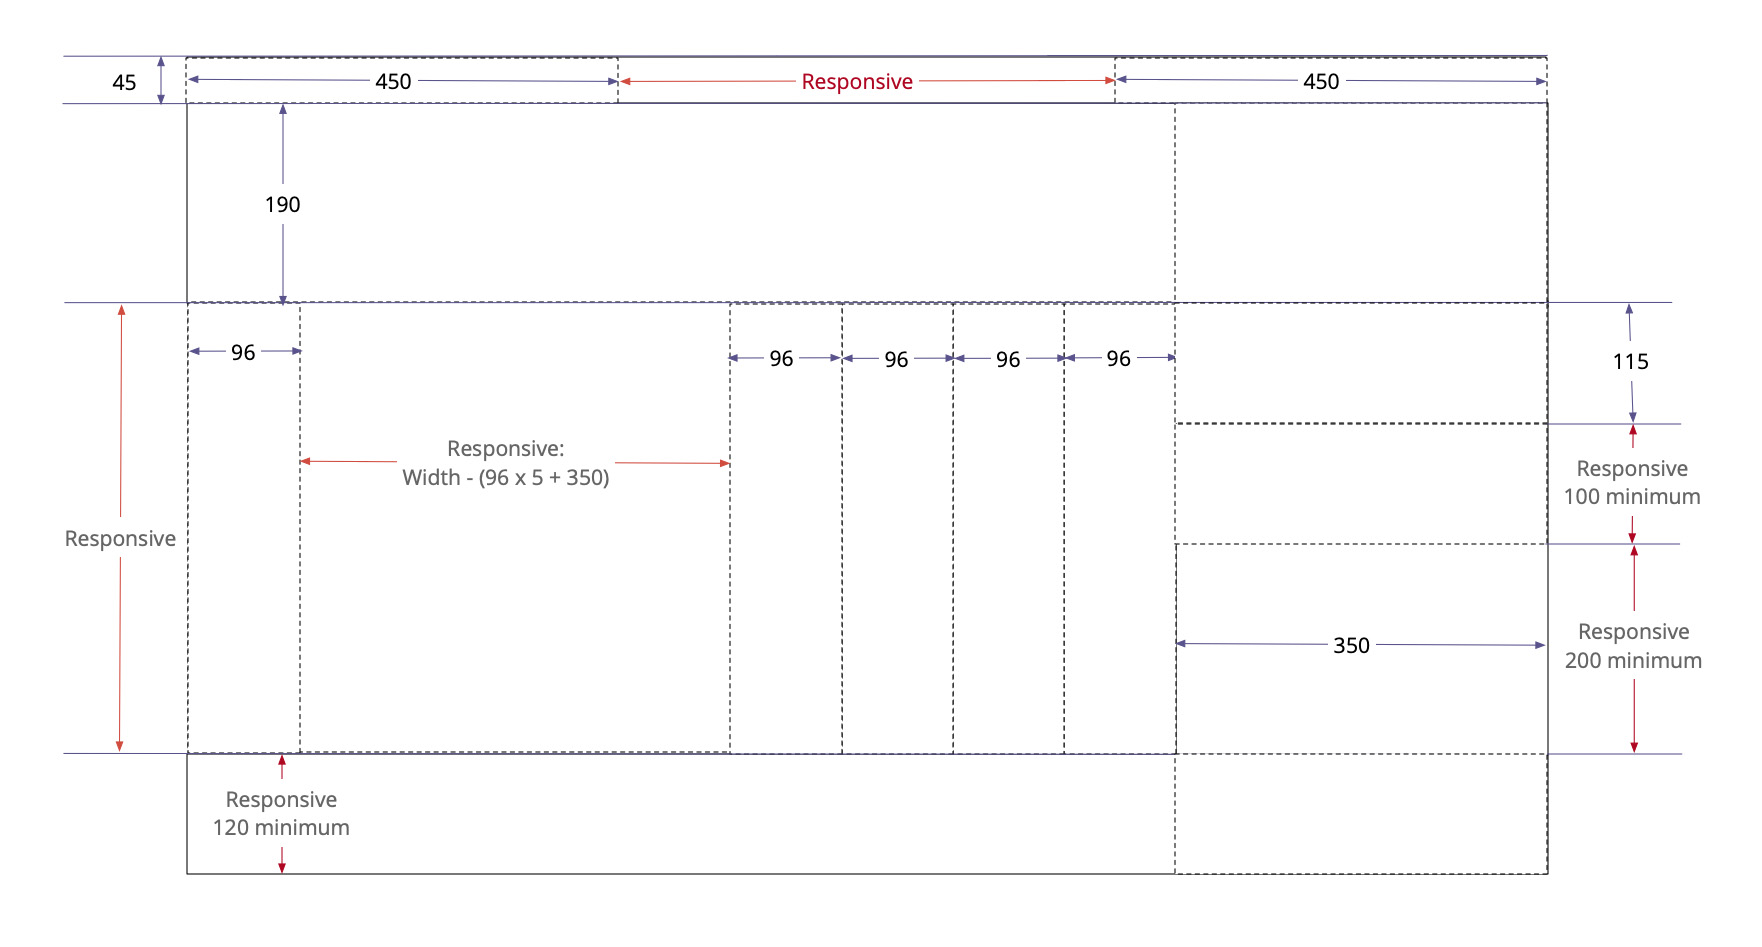 45
450
Responsive
450
190
96
96
96
96
96
115
Responsive:
Width - (96 x 5 + 350)
Responsive
100 minimum
Responsive
350
Responsive
200 minimum
Responsive
120 minimum